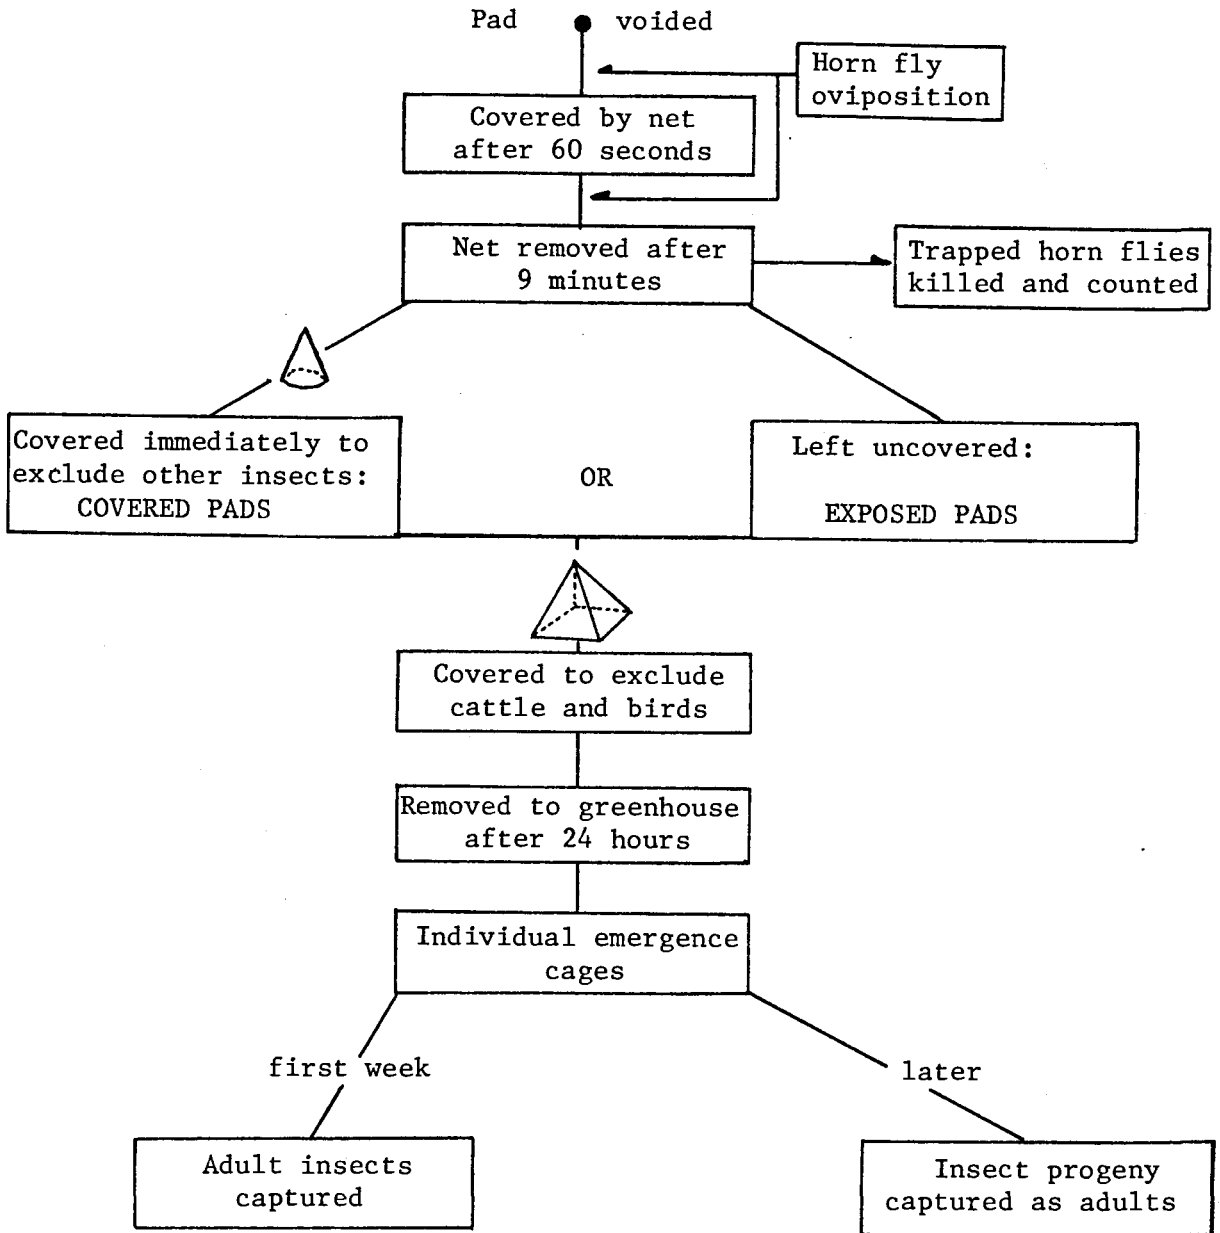 Pad voided
Horn fly
oviposition
Covered by net
after 60 seconds
Net removed after
9 minutes
Trapped horn flies
killed and counted
Covered immediately to
exclude other insects:
COVERED PADS
OR
Left uncovered:
EXPOSED PADS
Covered to exclude
cattle and birds
Removed to greenhouse
after 24 hours
Individual emergence
cages
first week
later
Adult insects
captured
Insect progeny
captured as adults